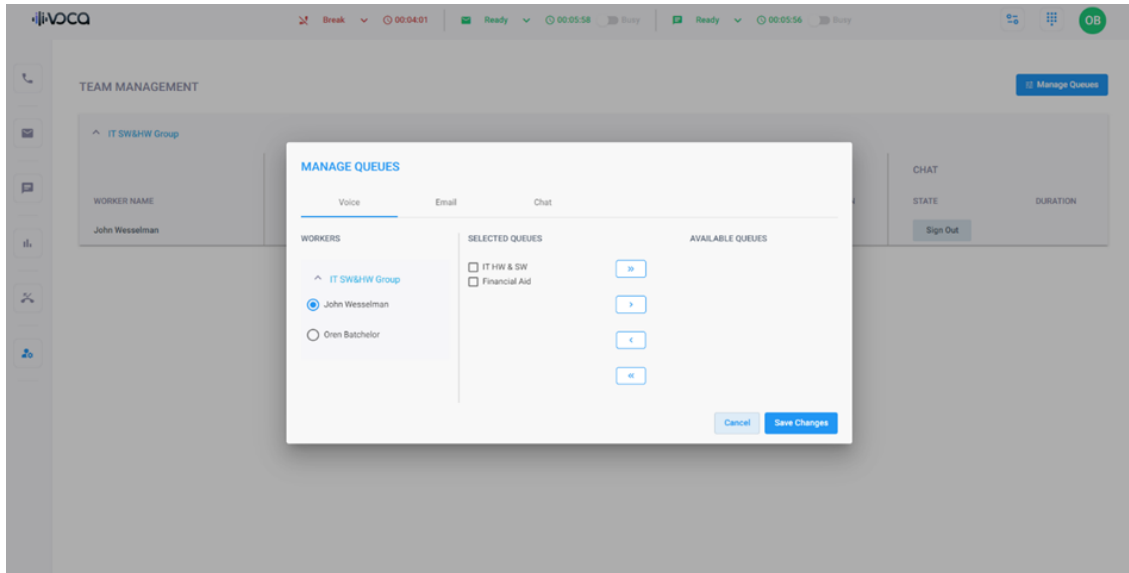 VOCA
Break 00:04:01 Ready 00:05:58 Busy Ready 00:05:56 Busy
OB
TEAM MANAGEMENT
Manage Queues
IT SW&HW Group
MANAGE QUEUES
CHAT
WORKER NAME
STATE DURATION
John Wesselman
Sign Out
Voice Email Chat
WORKERS
SELECTED QUEUES
AVAILABLE QUEUES
IT SW&HW Group
John Wesselman
Oren Batchelor
IT HW & SW
Financial Aid
>>
>
<
<<
Cancel Save Changes